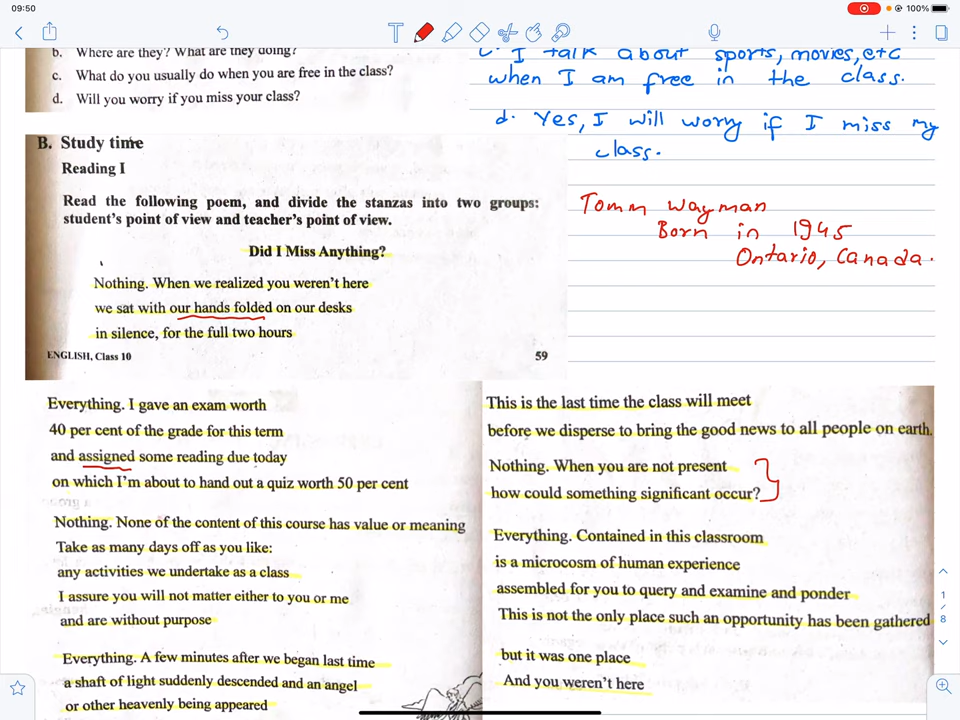 09:50
100%
T
b. Where are they? What are they doing?
c. What do you usually do when you are free in the class?
d. Will you worry if you miss your class?
c. I talk about sports, movies, etc
when I am free in the class.
d. Yes, I will worry if I miss my
class.
B. Study time
Reading I
Read the following poem, and divide the stanzas into two groups:
student's point of view and teacher's point of view.
Did I Miss Anything?
Nothing. When we realized you weren't here
we sat with our hands folded on our desks
in silence, for the full two hours
ENGLISH, Class 10
59
Tomm Wayman
Born in 1945
Ontario, Canada.
Everything. I gave an exam worth
40 per cent of the grade for this term
and assigned some reading due today
on which I'm about to hand out a quiz worth 50 per cent
Nothing. None of the content of this course has value or meaning
Take as many days off as you like:
any activities we undertake as a class
I assure you will not matter either to you or me
and are without purpose
Everything. A few minutes after we began last time
a shaft of light suddenly descended and an angel
or other heavenly being appeared
This is the last time the class will meet
before we disperse to bring the good news to all people on earth.
Nothing. When you are not present
how could something significant occur?
Everything. Contained in this classroom
is a microcosm of human experience
assembled for you to query and examine and ponder
This is not the only place such an opportunity has been gathered
but it was one place
And you weren't here
1
/
8